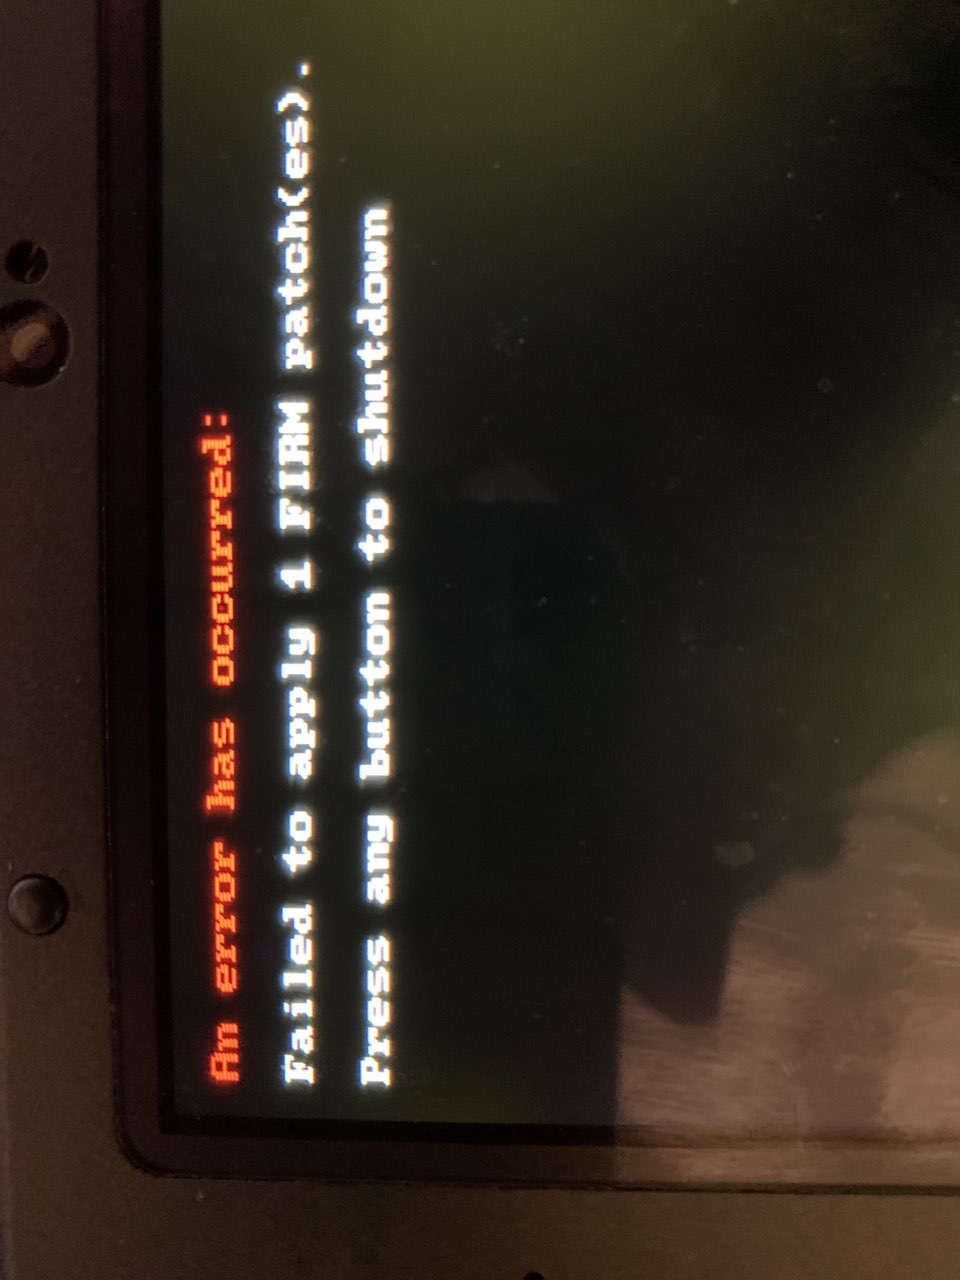 An error has occurred:
Failed to apply 1 FIRM patch(es).
Press any button to shutdown